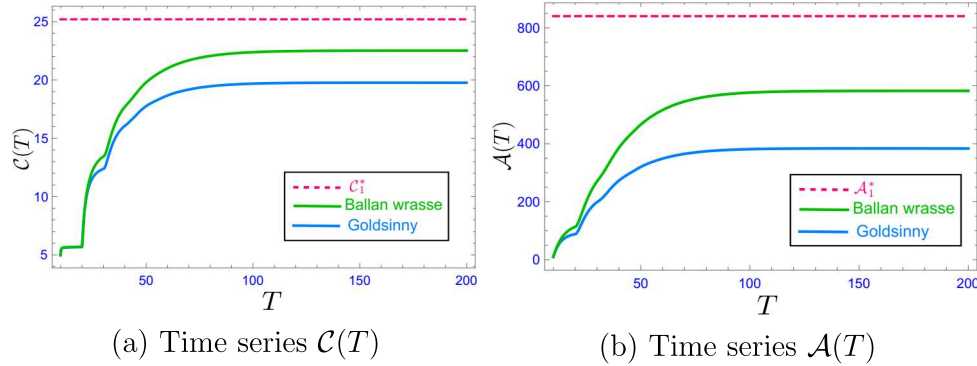 25
20
15
10
5
C(T)
C₁*
Ballan wrasse
Goldsinny
50
100
150
200
T
(a) Time series C(T)
800
600
400
200
0
A(T)
A₁*
Ballan wrasse
Goldsinny
50
100
150
200
T
(b) Time series A(T)